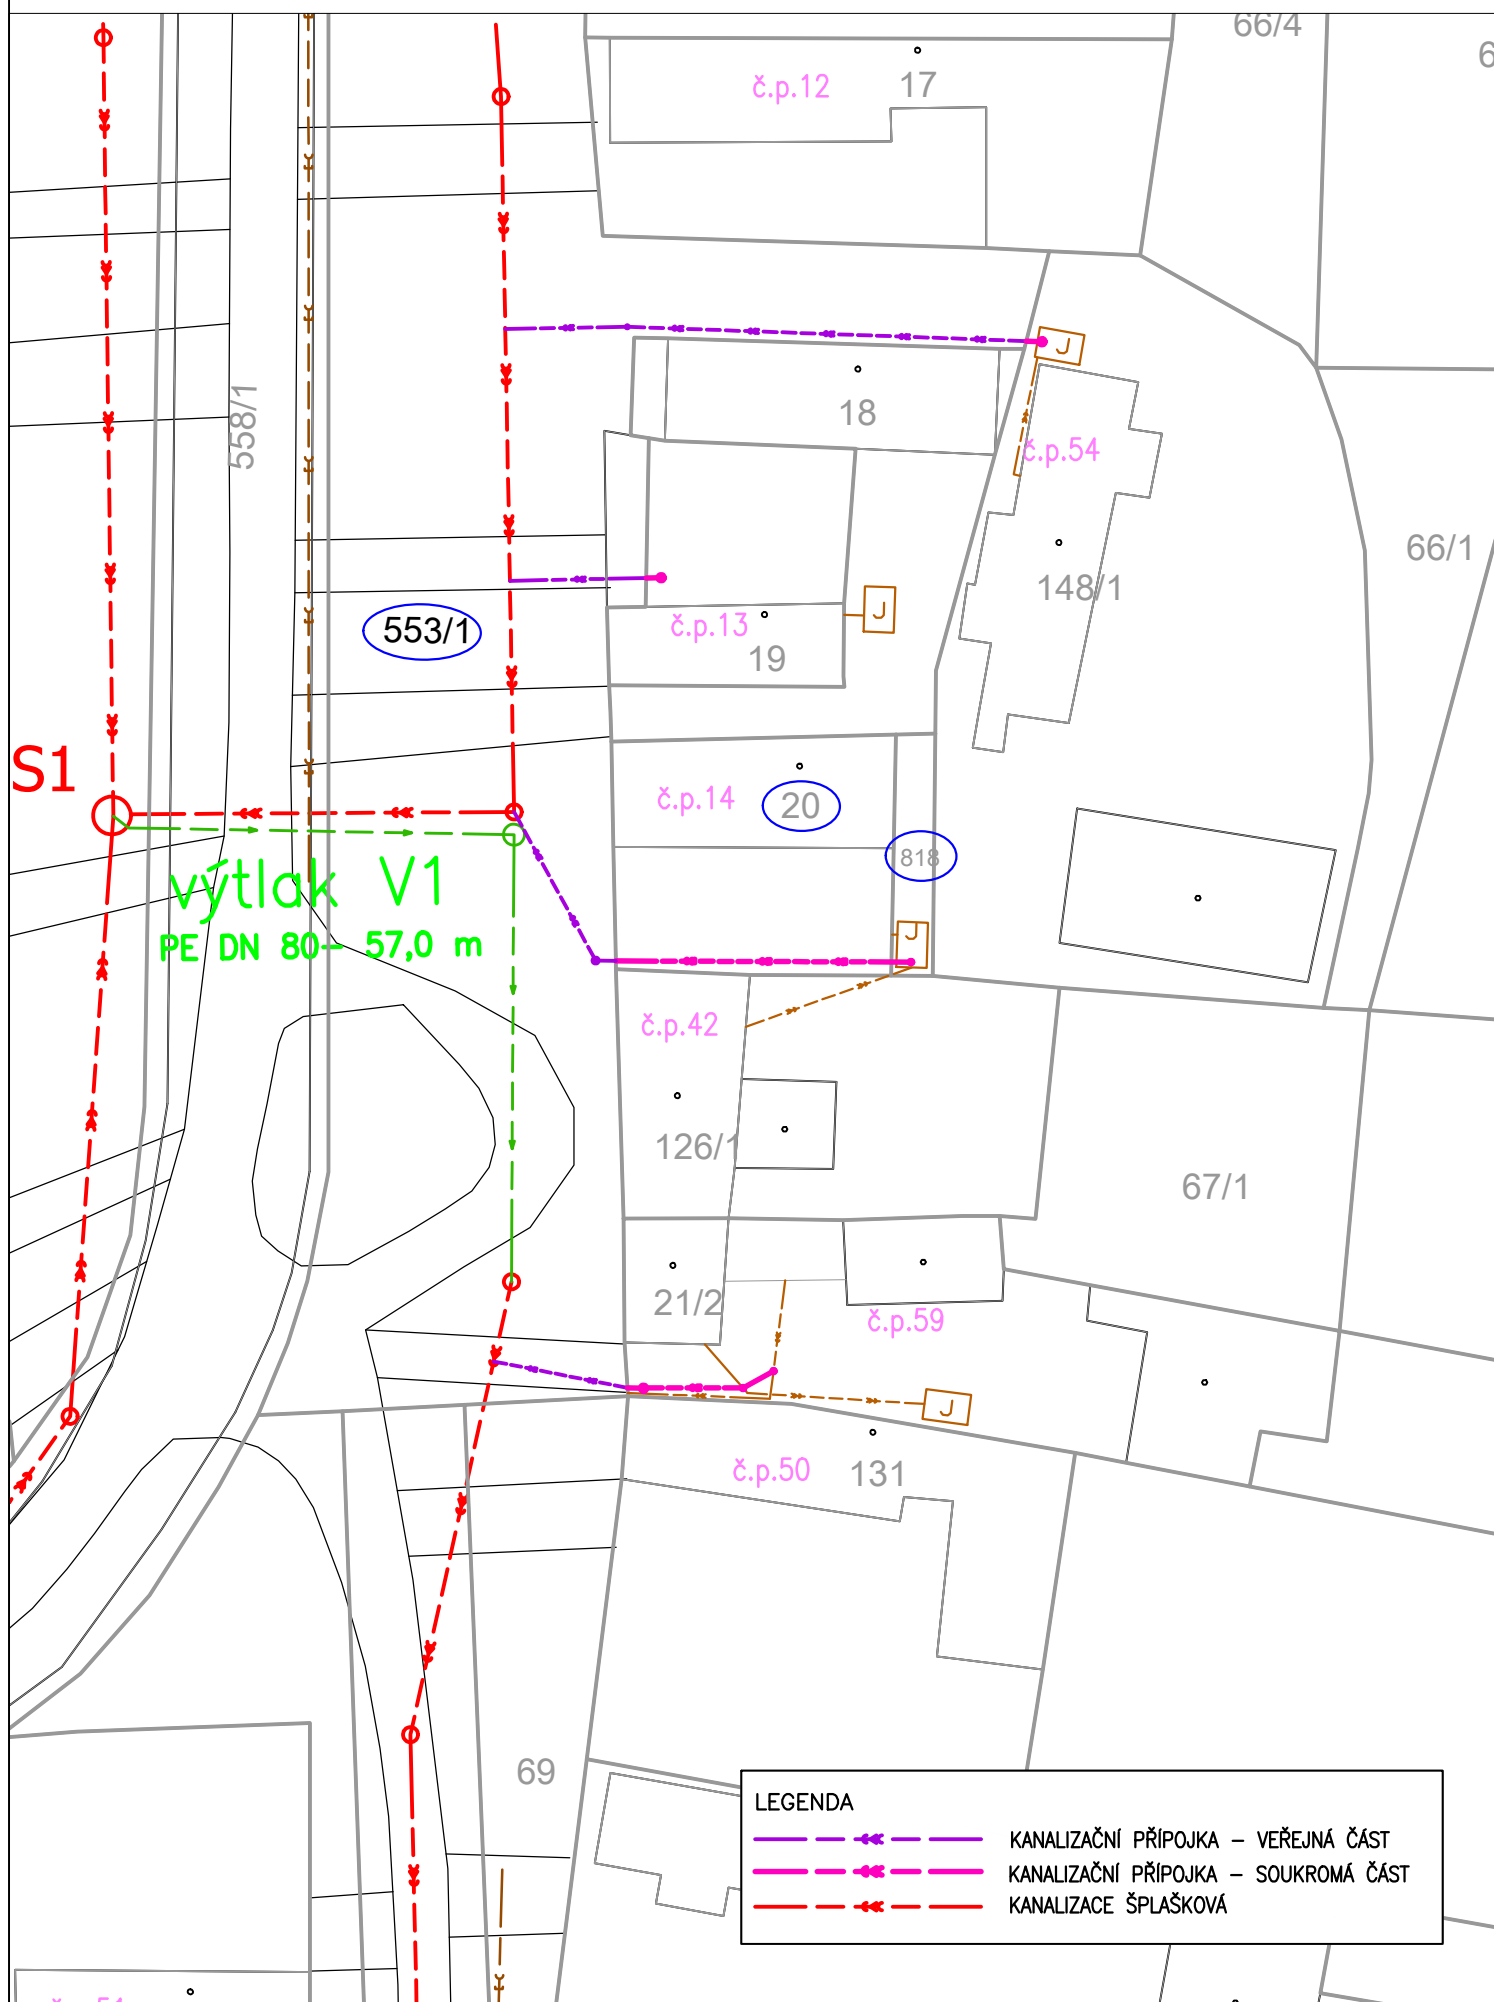 66/4
č.p.12
17
18
558/1
č.p.54
J
66/1
148/1
553/1
č.p.13
J
19
S1
č.p.14
20
818
výtlak V1
PE DN 80- 57,0 m
J
č.p.42
126/1
67/1
21/2
č.p.59
J
č.p.50
131
69
LEGENDA
KANALIZAČNÍ PŘÍPOJKA – VEŘEJNÁ ČÁST
KANALIZAČNÍ PŘÍPOJKA – SOUKROMÁ ČÁST
KANALIZACE ŠPLAŠKOVÁ